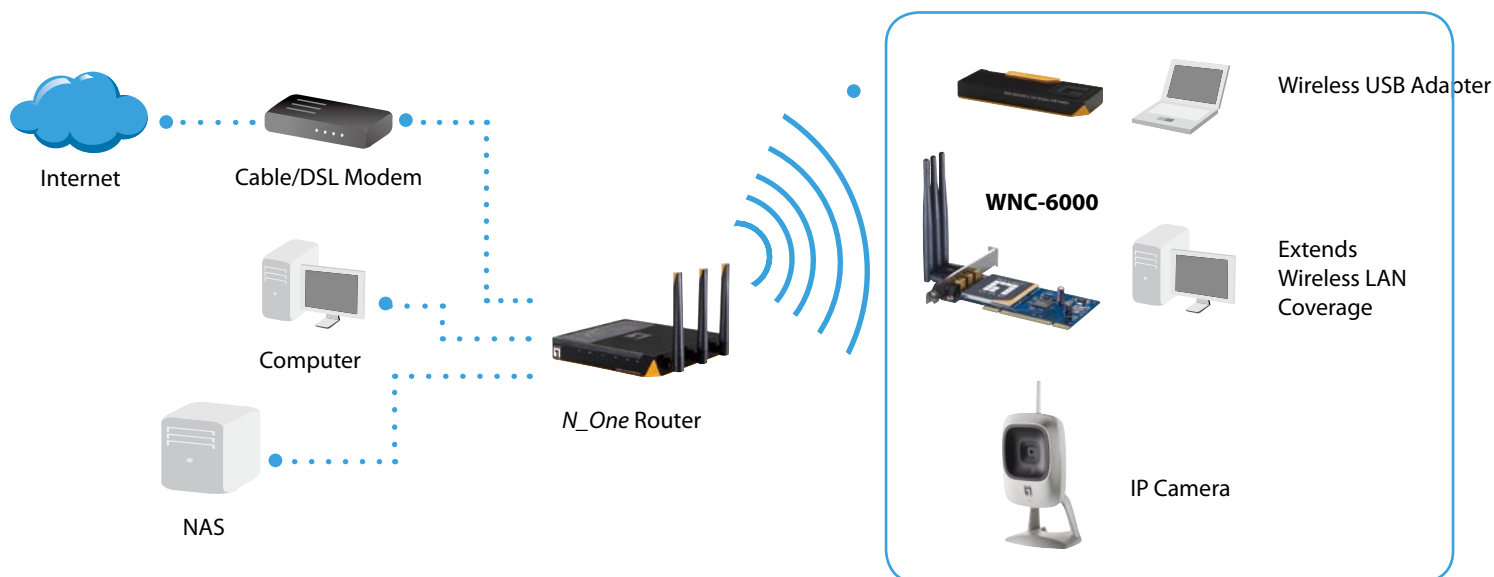 Internet
Cable/DSL Modem
Computer
NAS
N_One Router
Wireless USB Adapter
WNC-6000
Extends
Wireless LAN
Coverage
IP Camera